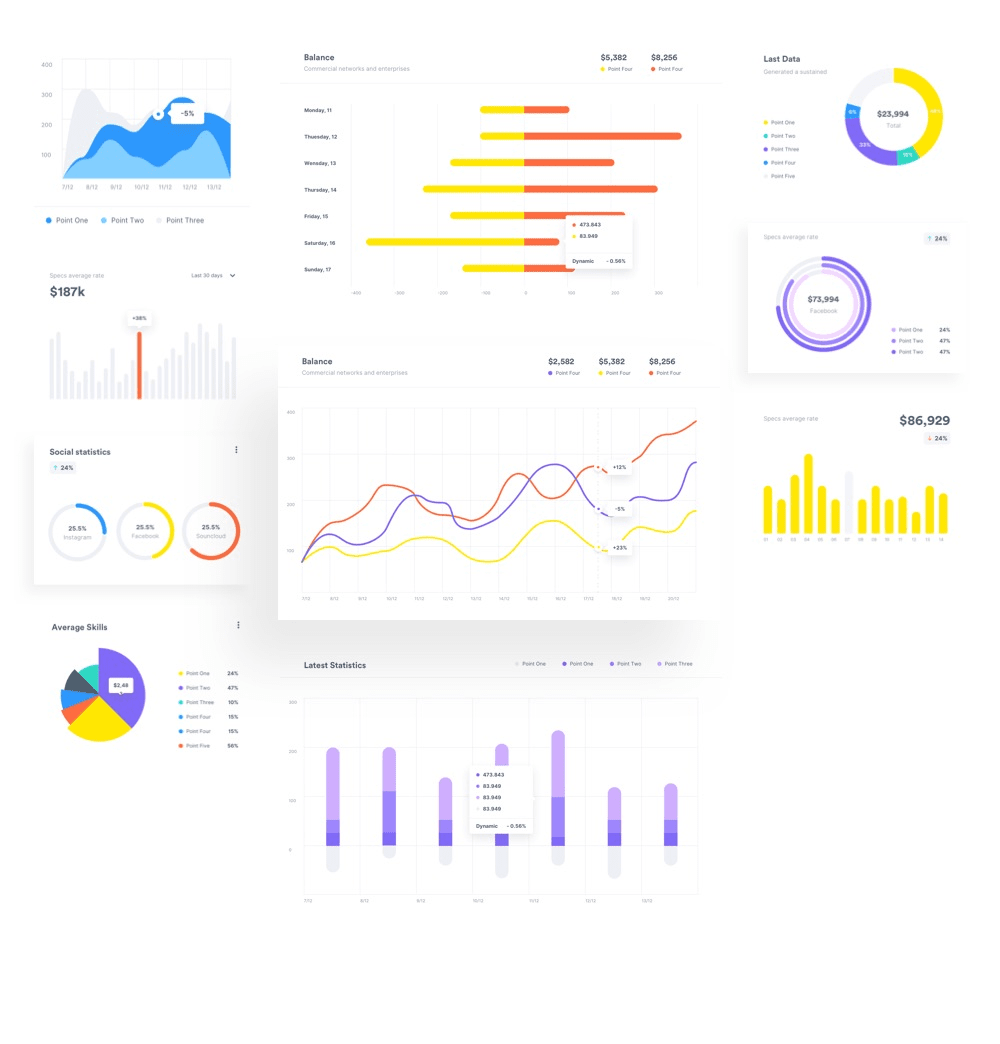 400
300
200
100
-5%
7/12 8/12 9/12 10/12 11/12 12/12 13/12
Point One Point Two Point Three
Specs average rate
Last 30 days
$187k
+38%
Social statistics
↑ 24%
25.5%
Instagram
25.5%
Facebook
25.5%
Souncloud
Average Skills
$2,48
Point One 24%
Point Two 47%
Point Three 10%
Point Four 15%
Point Four 15%
Point Five 56%
Balance
Commercial networks and enterprises
$5,382 $8,256
Point Four Point Four
Monday, 11
Thuesday, 12
Wensday, 13
Thursday, 14
Friday, 15
Saturday, 16
Sunday, 17
473.843
83.949
Dynamic - 0.56%
-400 -300 -200 -100 0 100 200 300
Balance
Commercial networks and enterprises
$2,582 $5,382 $8,256
Point Four Point Four Point Four
400
300
200
100
+12%
-5%
+23%
7/12 8/12 9/12 10/12 11/12 12/12 13/12 14/12 15/12 16/12 17/12 18/12 19/12 20/12
Latest Statistics
Point One Point One Point Two Point Three
300
200
100
0
473.843
83.949
83.949
83.949
Dynamic - 0.56%
7/12 8/12 9/12 10/12 11/12 12/12 13/12
Last Data
Generated a sustained
Point One
Point Two
Point Three
Point Four
Point Five
$23,994
Total
6%
33%
15%
Specs average rate
↑ 24%
$73,994
Facebook
Point One 24%
Point Two 47%
Point Two 47%
Specs average rate
$86,929
↓ 24%
01 02 03 04 05 06 07 08 09 10 11 12 13 14